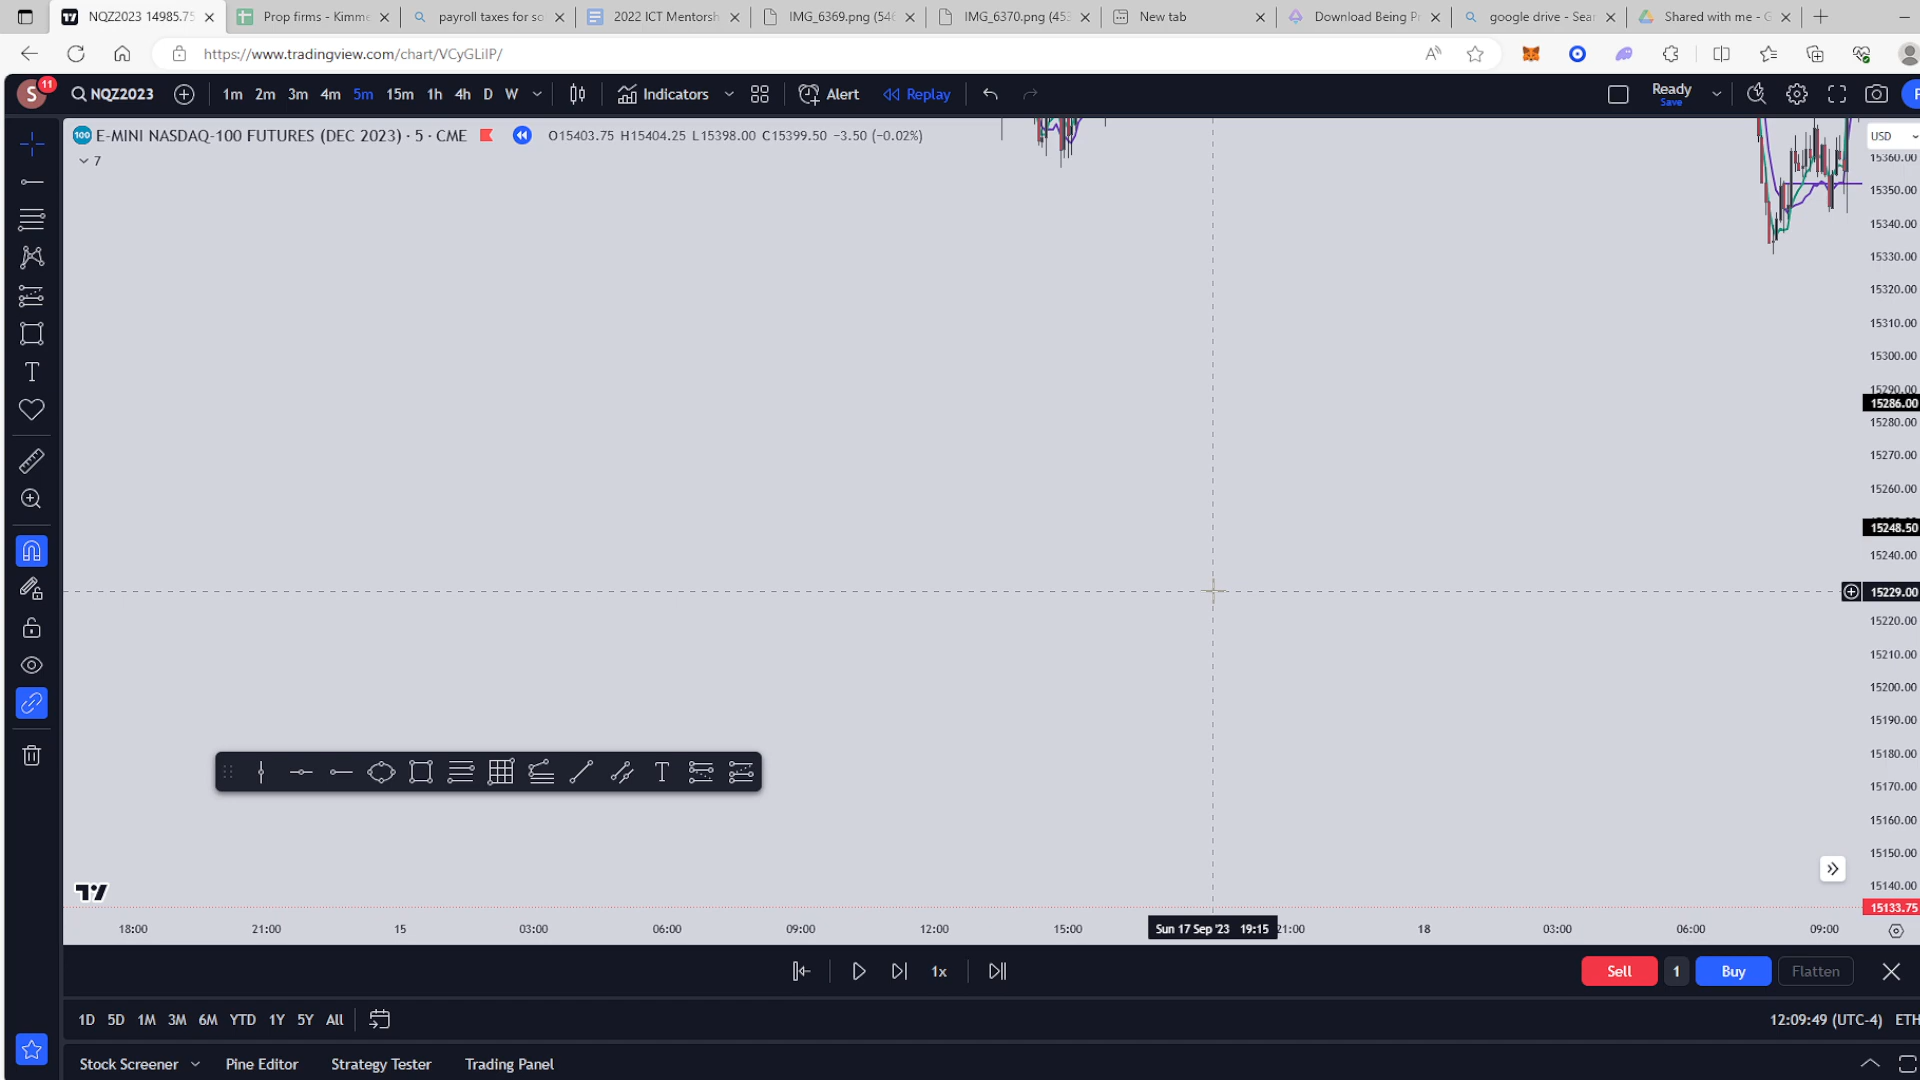 NQZ2023 14985.75
Prop firms - Kimme
payroll taxes for so
2022 ICT Mentorsh
IMG_6369.png (546
IMG_6370.png (453
New tab
Download Being Pr
google drive - Sear
Shared with me - G
https://www.tradingview.com/chart/VCyGLiIP/
S 11 NQZ2023 1m 2m 3m 4m 5m 15m 1h 4h D W Indicators Alert Replay Ready
Save
100 E-MINI NASDAQ-100 FUTURES (DEC 2023) · 5 · CME O15403.75 H15404.25 L15398.00 C15399.50 −3.50 (−0.02%)
USD
7
15360.00
15350.00
15340.00
15330.00
15320.00
15310.00
15300.00
15290.00
15286.00
15280.00
15270.00
15260.00
15248.50
15240.00
15229.00
15220.00
15210.00
15200.00
15190.00
15180.00
15170.00
15160.00
15150.00
15140.00
15133.75
18:00 21:00 15 03:00 06:00 09:00 12:00 15:00 Sun 17 Sep '23 19:15 21:00 18 03:00 06:00 09:00
1x Sell 1 Buy Flatten
1D 5D 1M 3M 6M YTD 1Y 5Y All 12:09:49 (UTC-4) ETH
Stock Screener Pine Editor Strategy Tester Trading Panel